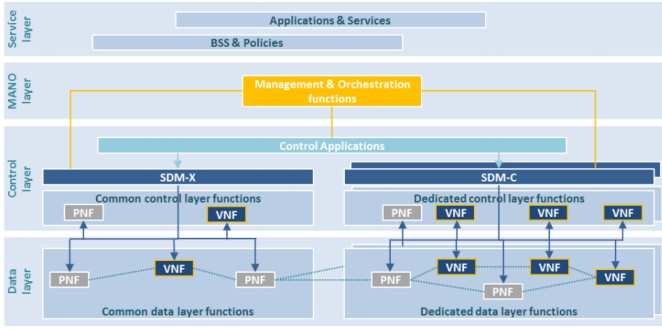 Service layer
Applications & Services
BSS & Policies
MANO layer
Management & Orchestration
functions
Control layer
Control Applications
SDM-X
SDM-C
Common control layer functions
Dedicated control layer functions
PNF
VNF
PNF
VNF
VNF
VNF
Data layer
PNF
VNF
PNF
PNF
VNF
PNF
VNF
VNF
Common data layer functions
Dedicated data layer functions